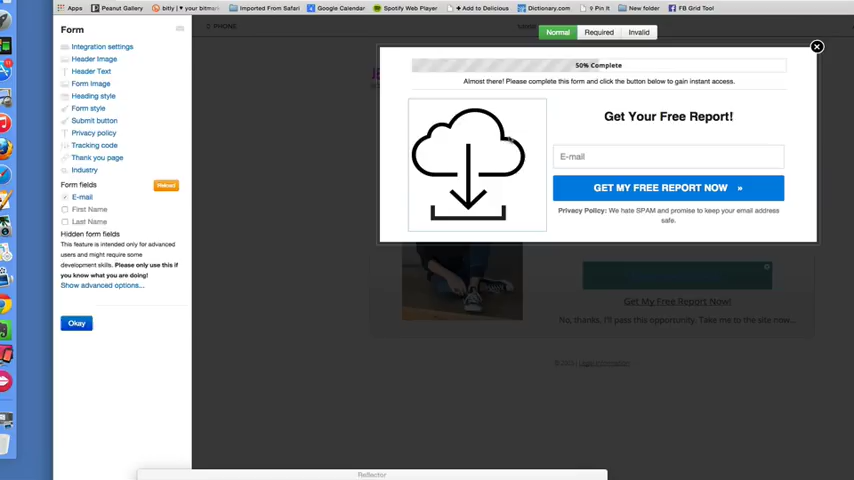 Apps Peanut Gallery bitly | ♥ your bitmar Imported From Safari Google Calendar Spotify Web Player + Add to Delicious Dictionary.com 9 Pin It New folder FB Grid Tool
Form
Integration settings
Header Image
Header Text
Form Image
Heading style
Form style
Submit button
Privacy policy
Tracking code
Thank you page
Industry
Form fields Reload
E-mail
First Name
Last Name
Hidden form fields
This feature is intended only for advanced
users and might require some
development skills. Please only use this if
you know what you are doing!
Show advanced options...
Okay
PHONE
Normal Required Invalid
50% Complete
Almost there! Please complete this form and click the button below to gain instant access.
Get Your Free Report!
E-mail
GET MY FREE REPORT NOW »
Privacy Policy: We hate SPAM and promise to keep your email address
safe.
Get My Free Report Now!
No, thanks, I'll pass this opportunity. Take me to the site now...
Legal Information
Reflector